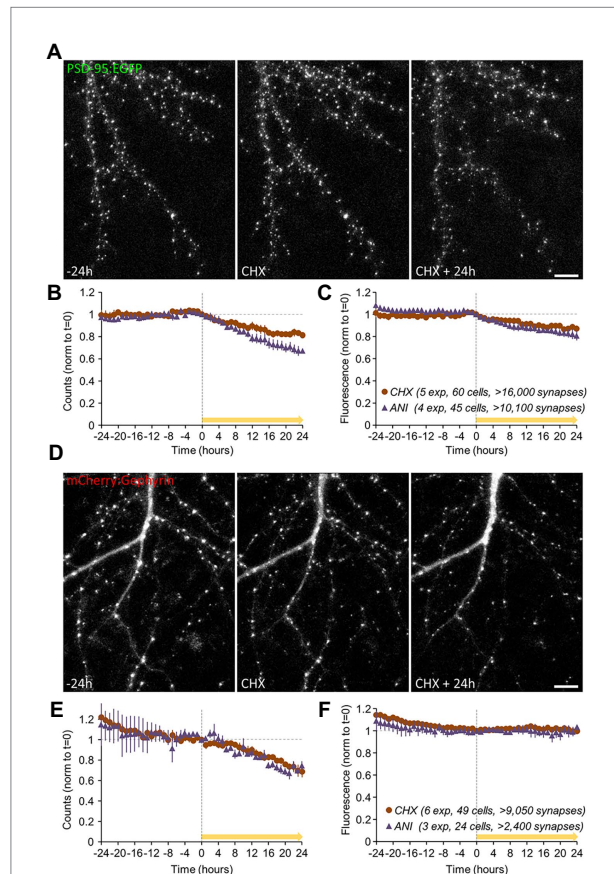 A
PSD-95:EGFP
-24h
CHX
CHX + 24h
B
C
1.2
1
0.8
0.6
0.4
0.2
0
Counts (norm to t=0)
-24-20-16-12 -8 -4 0 4 8 12 16 20 24
Time (hours)
1.2
1
0.8
0.6
0.4
0.2
0
Fluorescence (norm to t=0)
CHX (5 exp, 60 cells, >16,000 synapses)
ANI (4 exp, 45 cells, >10,100 synapses)
-24-20-16-12 -8 -4 0 4 8 12 16 20 24
Time (hours)
D
mCherry:Gephyrin
-24h
CHX
CHX + 24h
E
F
1.2
1
0.8
0.6
0.4
0.2
0
Counts (norm to t=0)
-24-20-16-12 -8 -4 0 4 8 12 16 20 24
Time (hours)
1.2
1
0.8
0.6
0.4
0.2
0
Fluorescence (norm to t=0)
CHX (6 exp, 49 cells, >9,050 synapses)
ANI (3 exp, 24 cells, >2,400 synapses)
-24-20-16-12 -8 -4 0 4 8 12 16 20 24
Time (hours)